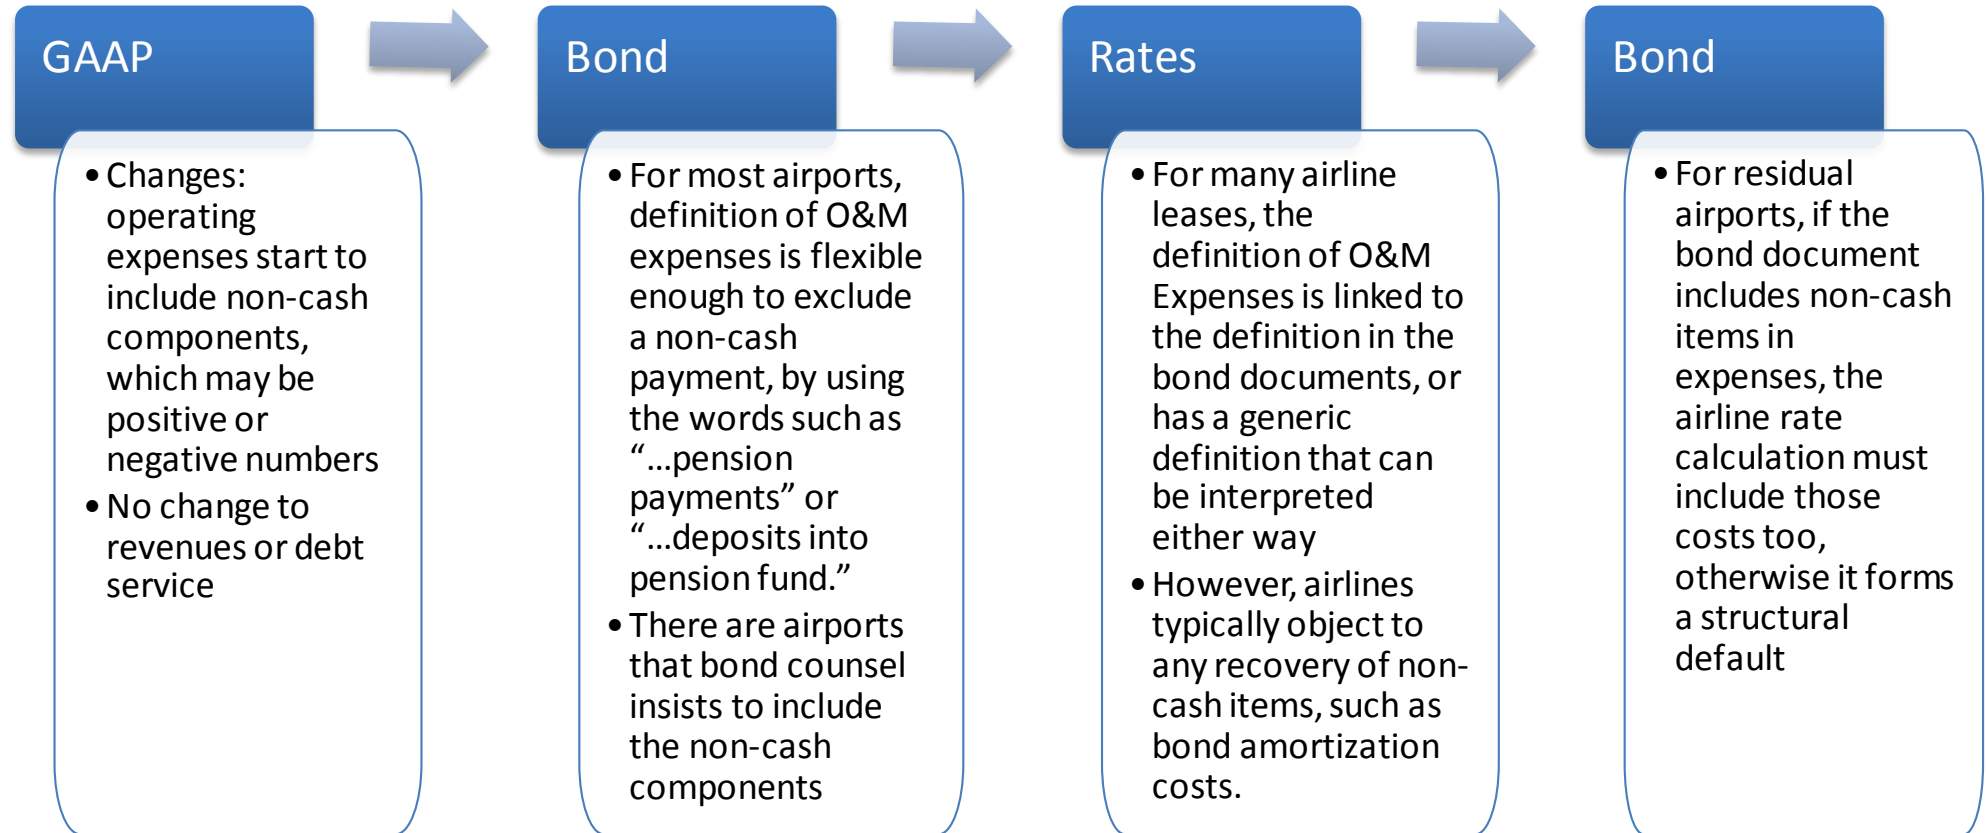 GAAP
• Changes:
operating
expenses start to
include non-cash
components,
which may be
positive or
negative numbers
• No change to
revenues or debt
service
Bond
• For most airports,
definition of O&M
expenses is flexible
enough to exclude
a non-cash
payment, by using
the words such as
“…pension
payments” or
“…deposits into
pension fund.”
• There are airports
that bond counsel
insists to include
the non-cash
components
Rates
• For many airline
leases, the
definition of O&M
Expenses is linked to
the definition in the
bond documents, or
has a generic
definition that can
be interpreted
either way
• However, airlines
typically object to
any recovery of non-
cash items, such as
bond amortization
costs.
Bond
• For residual
airports, if the
bond document
includes non-cash
items in
expenses, the
airline rate
calculation must
include those
costs too,
otherwise it forms
a structural
default